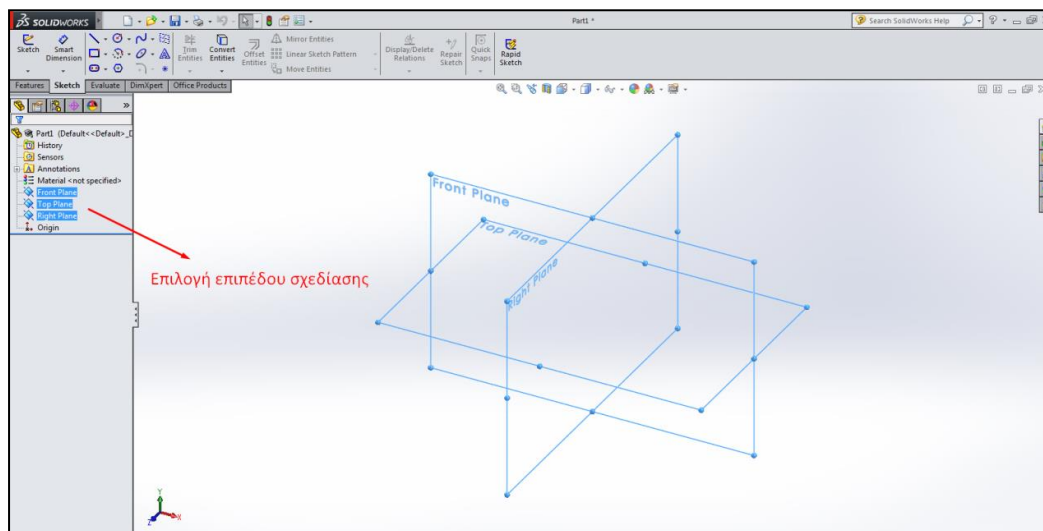 SOLIDWORKS
Part1 *
Search SolidWorks Help
Sketch
Smart Dimension
Trim Entities
Convert Entities
Offset Entities
Mirror Entities
Linear Sketch Pattern
Move Entities
Display/Delete Relations
Repair Sketch
Quick Snaps
Rapid Sketch
Features Sketch Evaluate DimXpert Office Products
Part1 (Default<<Default>_D
History
Sensors
Annotations
Material <not specified>
Front Plane
Top Plane
Right Plane
Origin
Επιλογή επιπέδου σχεδίασης
Front Plane
Top Plane
Right Plane
Y
Z
X